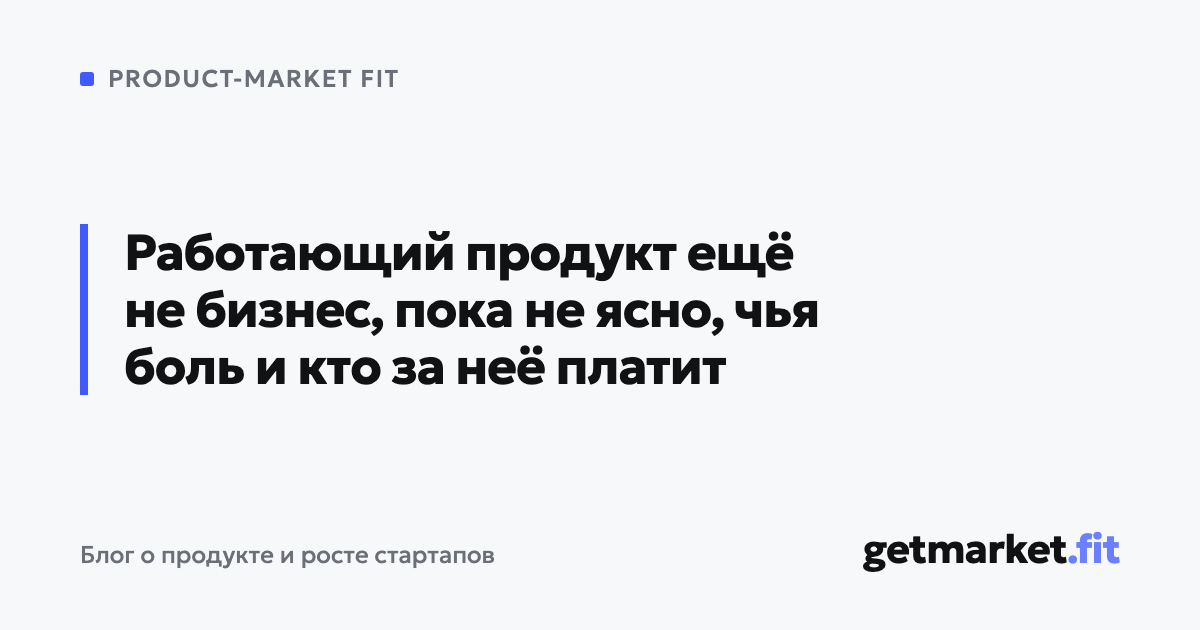 PRODUCT-MARKET FIT
Работающий продукт ещё
не бизнес, пока не ясно, чья
боль и кто за неё платит
Блог о продукте и росте стартапов
getmarket.fit